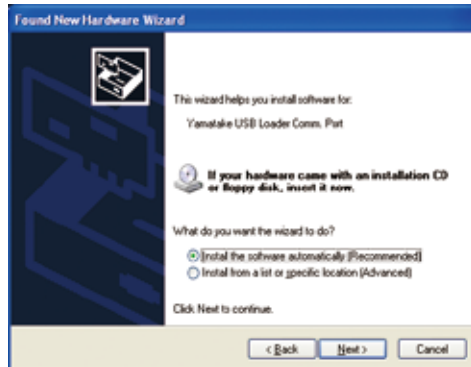 Found New Hardware Wizard
This wizard helps you install software for:
Yamatake USB Loader Comm. Port
If your hardware came with an installation CD
or floppy disk, insert it now.
What do you want the wizard to do?
Install the software automatically (Recommended)
Install from a list or specific location (Advanced)
Click Next to continue.
< Back Next > Cancel